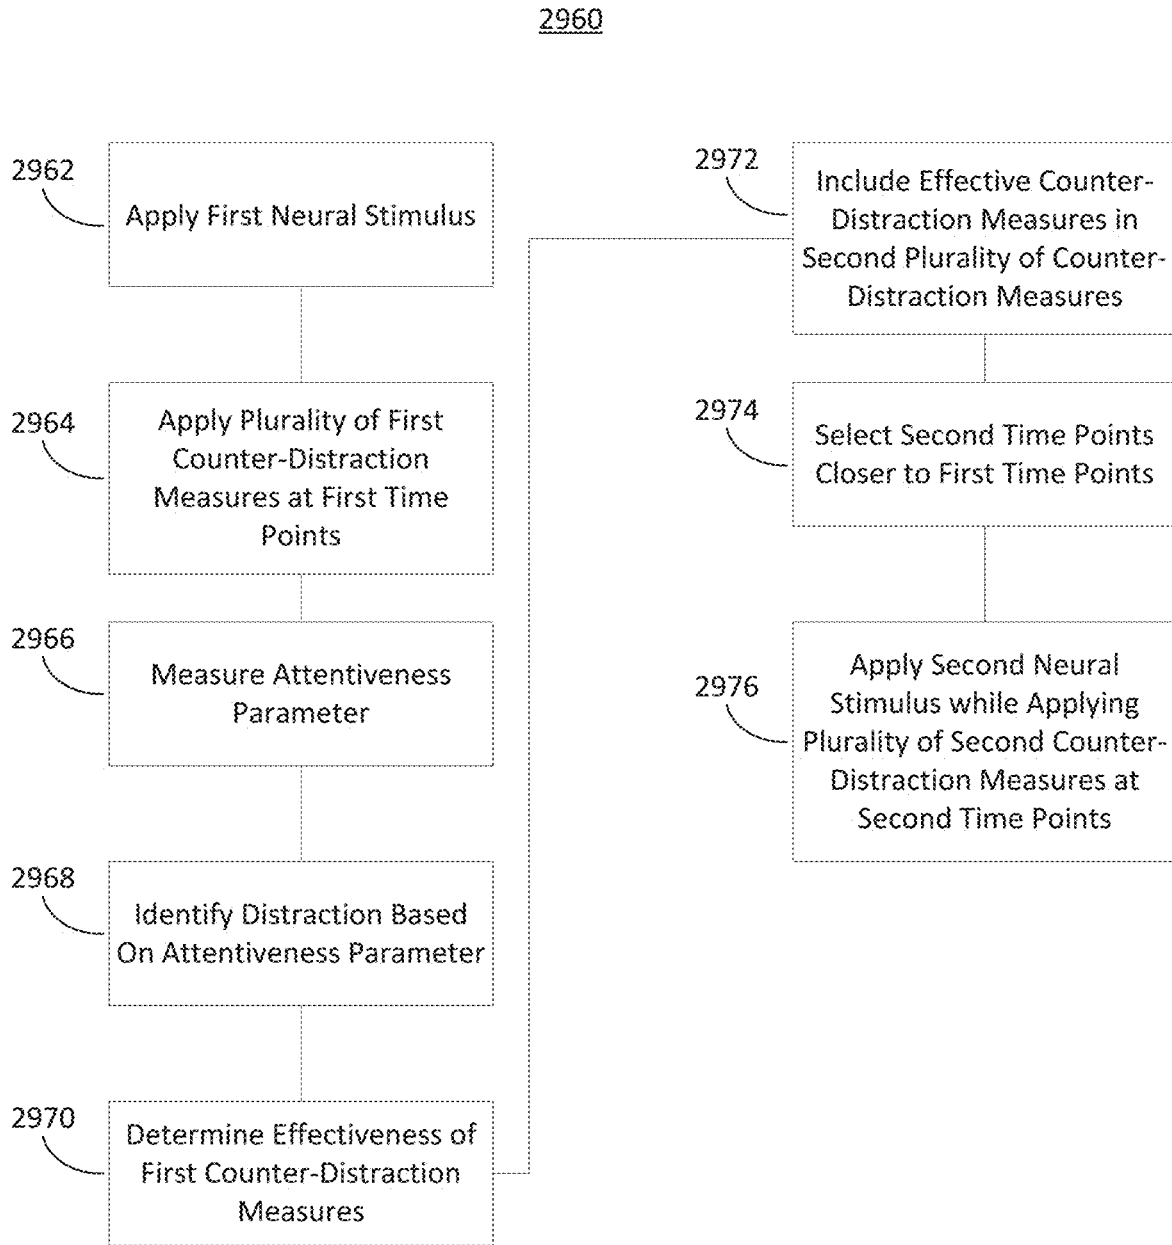 2960
2962
Apply First Neural Stimulus
2964
Apply Plurality of First
Counter-Distraction
Measures at First Time
Points
2966
Measure Attentiveness
Parameter
2968
Identify Distraction Based
On Attentiveness Parameter
2970
Determine Effectiveness of
First Counter-Distraction
Measures
2972
Include Effective Counter-
Distraction Measures in
Second Plurality of Counter-
Distraction Measures
2974
Select Second Time Points
Closer to First Time Points
2976
Apply Second Neural
Stimulus while Applying
Plurality of Second Counter-
Distraction Measures at
Second Time Points